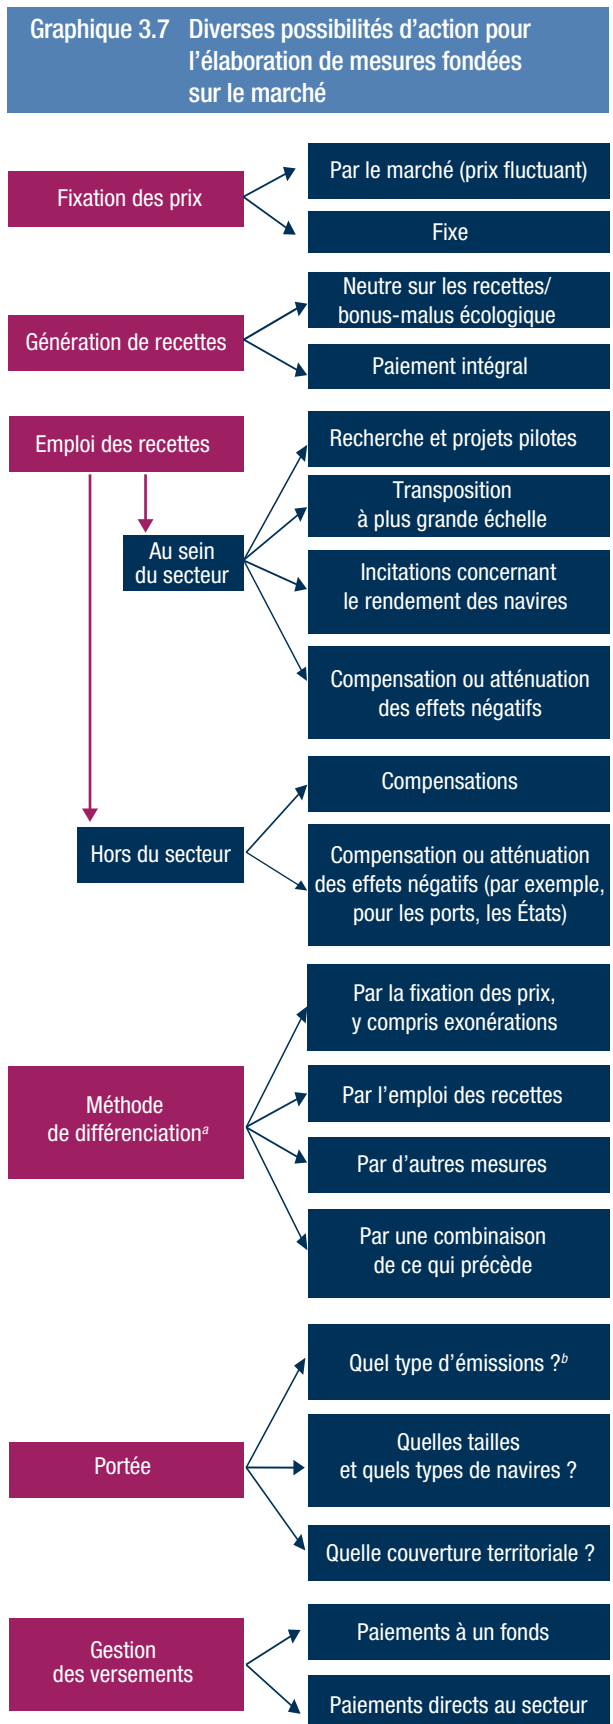 Graphique 3.7 Diverses possibilités d'action pour
l'élaboration de mesures fondées
sur le marché
Fixation des prix
Par le marché (prix fluctuant)
Fixe
Génération de recettes
Neutre sur les recettes/
bonus-malus écologique
Paiement intégral
Emploi des recettes
Au sein
du secteur
Recherche et projets pilotes
Transposition
à plus grande échelle
Incitations concernant
le rendement des navires
Compensation ou atténuation
des effets négatifs
Hors du secteur
Compensations
Compensation ou atténuation
des effets négatifs (par exemple,
pour les ports, les États)
Méthode
de différenciationᵃ
Par la fixation des prix,
y compris exonérations
Par l'emploi des recettes
Par d'autres mesures
Par une combinaison
de ce qui précède
Portée
Quel type d'émissions ?ᵇ
Quelles tailles
et quels types de navires ?
Quelle couverture territoriale ?
Gestion
des versements
Paiements à un fonds
Paiements directs au secteur